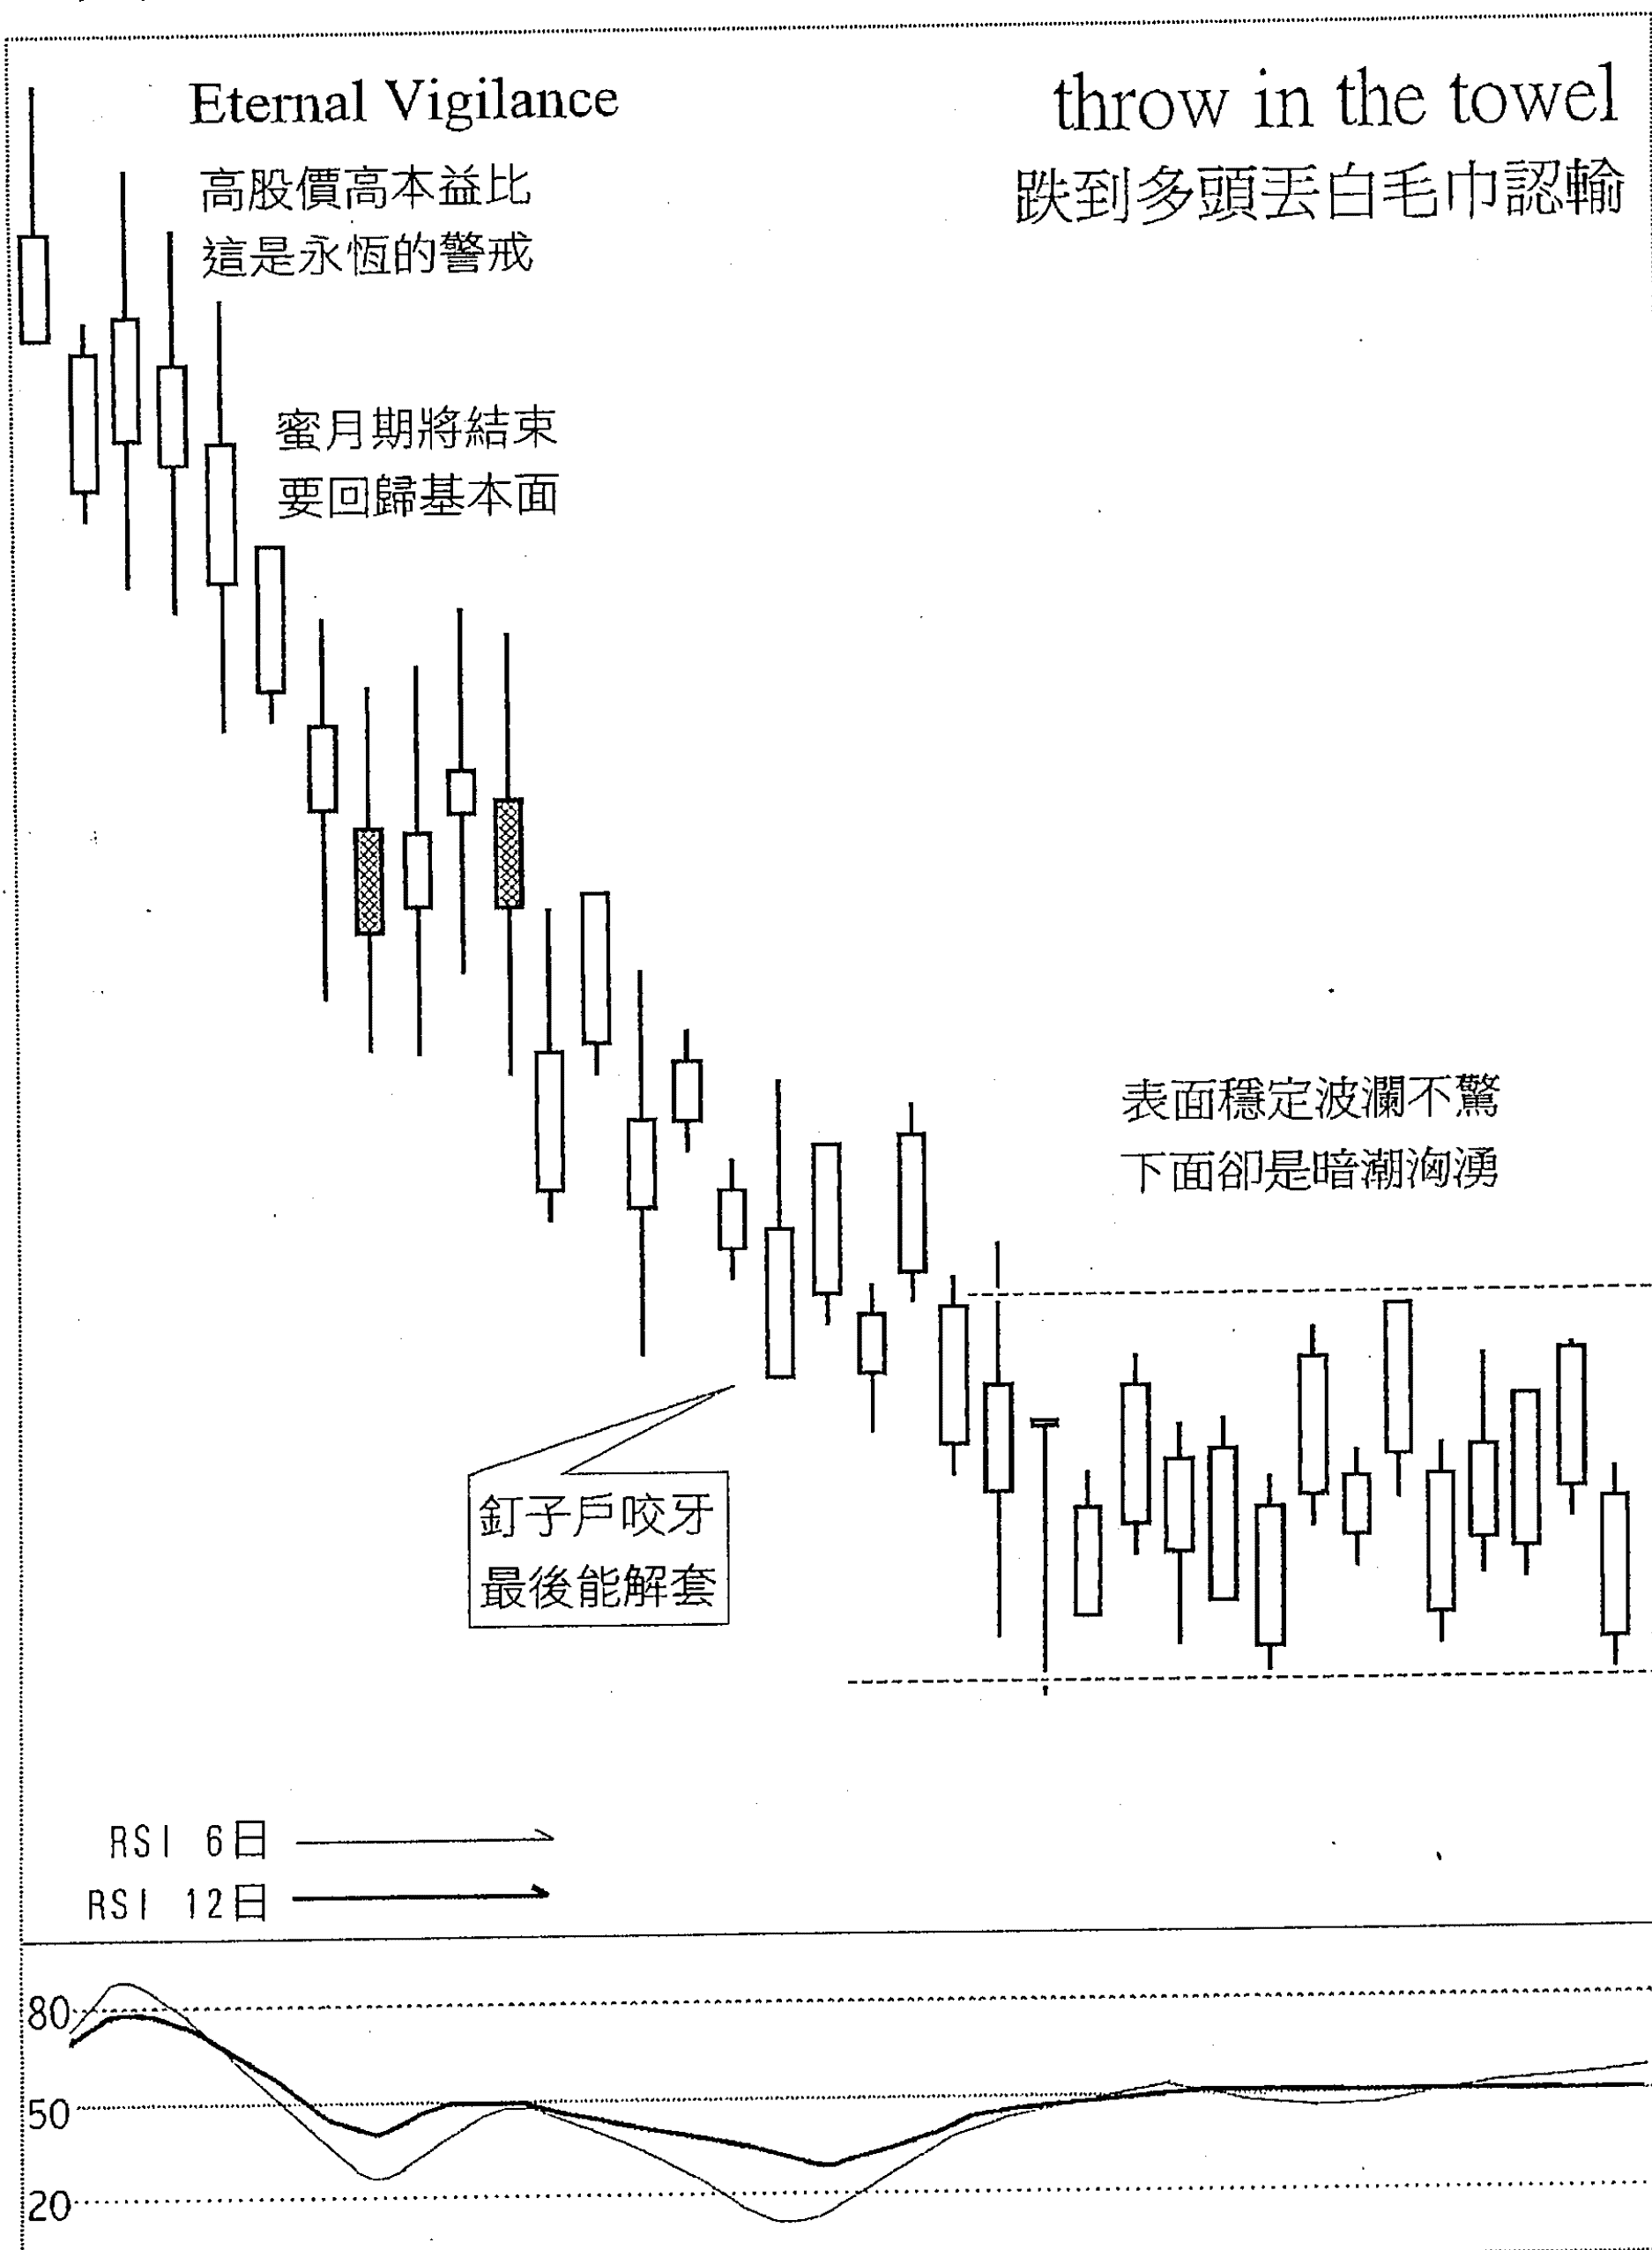 Eternal Vigilance
高股價高本益比
這是永恆的警戒
throw in the towel
跌到多頭丟白毛巾認輸
蜜月期將結束
要回歸基本面
表面穩定波瀾不驚
下面卻是暗潮洶湧
釘子戶咬牙
最後能解套
RSI 6日
RSI 12日
80
50
20